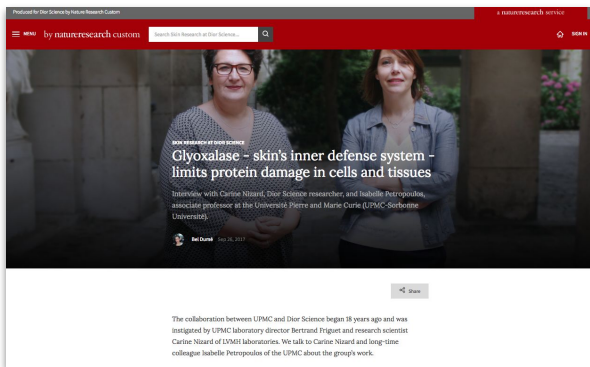 Produced for Dior Science by Nature Research Custom
a natureresearch service
MENU
by natureresearch custom
Search Skin Research at Dior Science...
SIGN IN
SKIN RESEARCH AT DIOR SCIENCE
Glyoxalase - skin's inner defense system -
limits protein damage in cells and tissues
Interview with Carine Nizard, Dior Science researcher, and Isabelle Petropoulos,
associate professor at the Université Pierre and Marie Curie (UPMC-Sorbonne
Université).
Bel Dumé Sep 26, 2017
Share
The collaboration between UPMC and Dior Science began 18 years ago and was
instigated by UPMC laboratory director Bertrand Friguet and research scientist
Carine Nizard of LVMH laboratories. We talk to Carine Nizard and long-time
colleague Isabelle Petropoulos of the UPMC about the group's work.